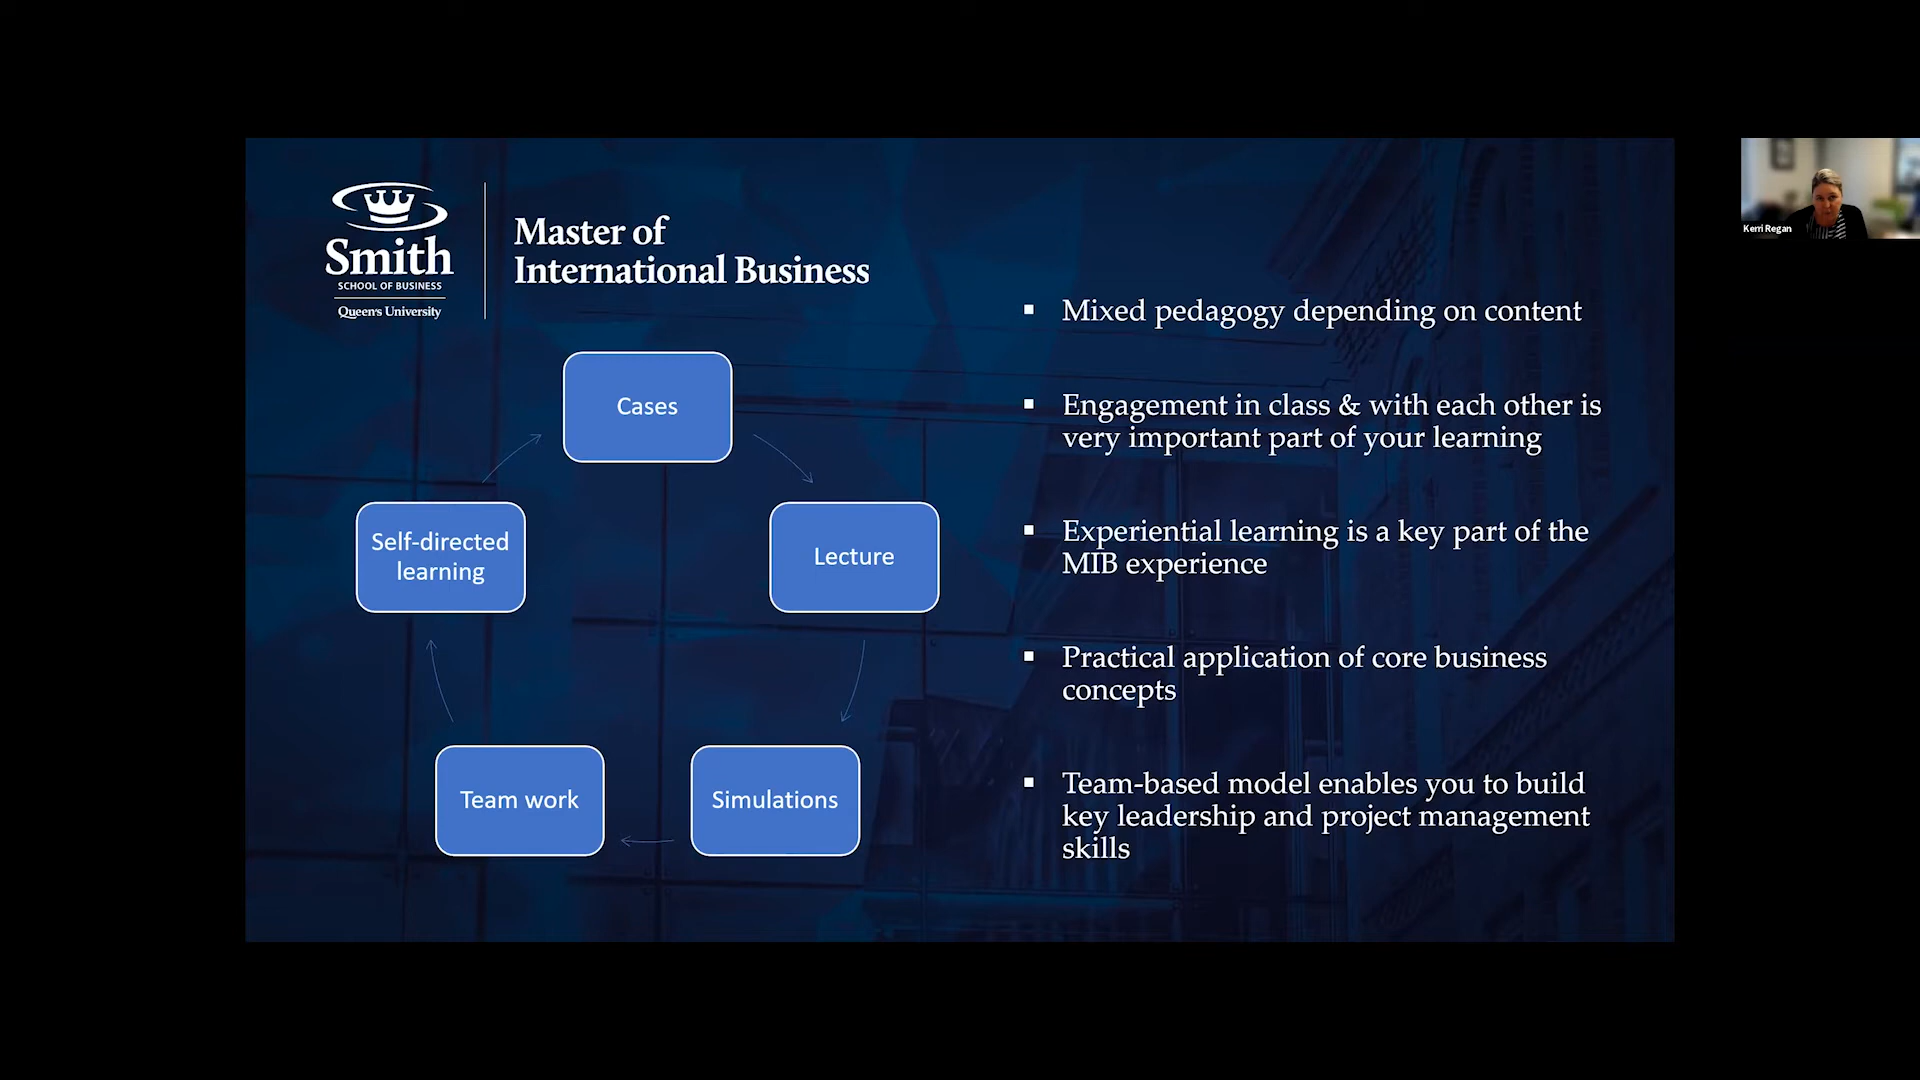 Smith
SCHOOL OF BUSINESS
Queen's University
Master of
International Business
Cases
Lecture
Simulations
Team work
Self-directed
learning
▪ Mixed pedagogy depending on content
▪ Engagement in class & with each other is
very important part of your learning
▪ Experiential learning is a key part of the
MIB experience
▪ Practical application of core business
concepts
▪ Team-based model enables you to build
key leadership and project management
skills
Kerri Regan